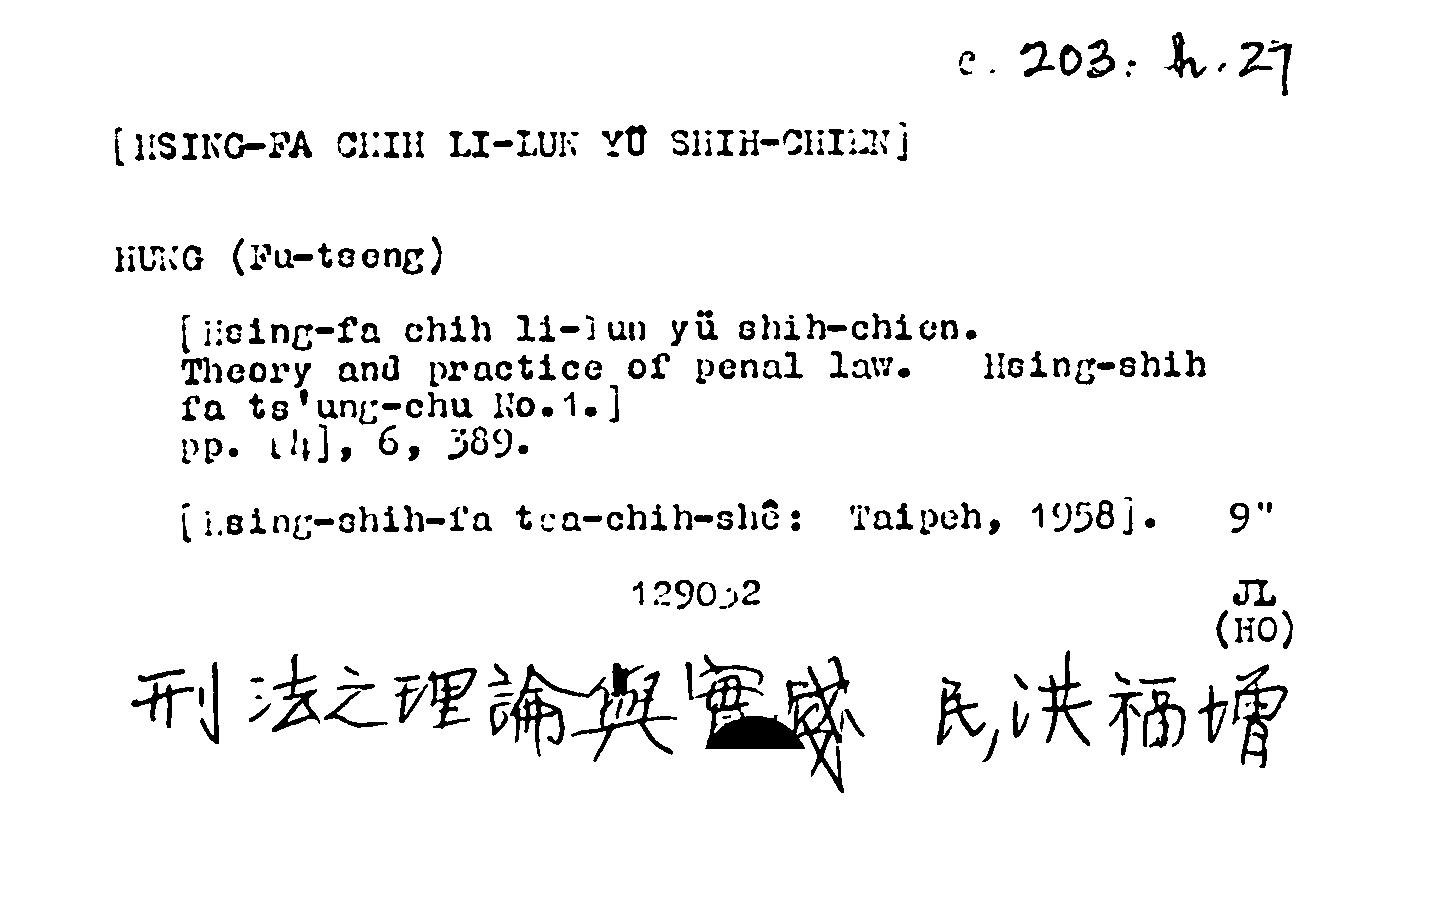 c. 203. h. 27
[HSING-FA CHIH LI-LUN YÜ SHIH-CHIEN]
HUNG (Fu-tseng)
[Hsing-fa chih li-lun yü shih-chien.
Theory and practice of penal law. Hsing-shih
fa ts'ung-chu No.1.]
pp. [4], 6, 389.
[Hsing-shih-fa tsa-chih-shê: Taipeh, 1958]. 9"
JL
(HO)
刑法之理論與實 民,洪福增